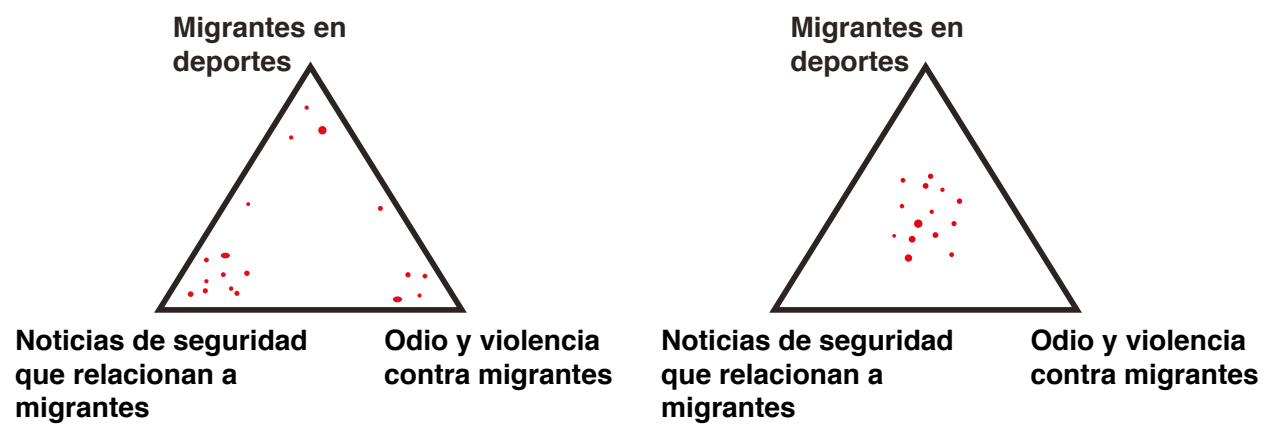 Migrantes en
deportes
Noticias de seguridad
que relacionan a
migrantes
Odio y violencia
contra migrantes
Migrantes en
deportes
Noticias de seguridad
que relacionan a
migrantes
Odio y violencia
contra migrantes